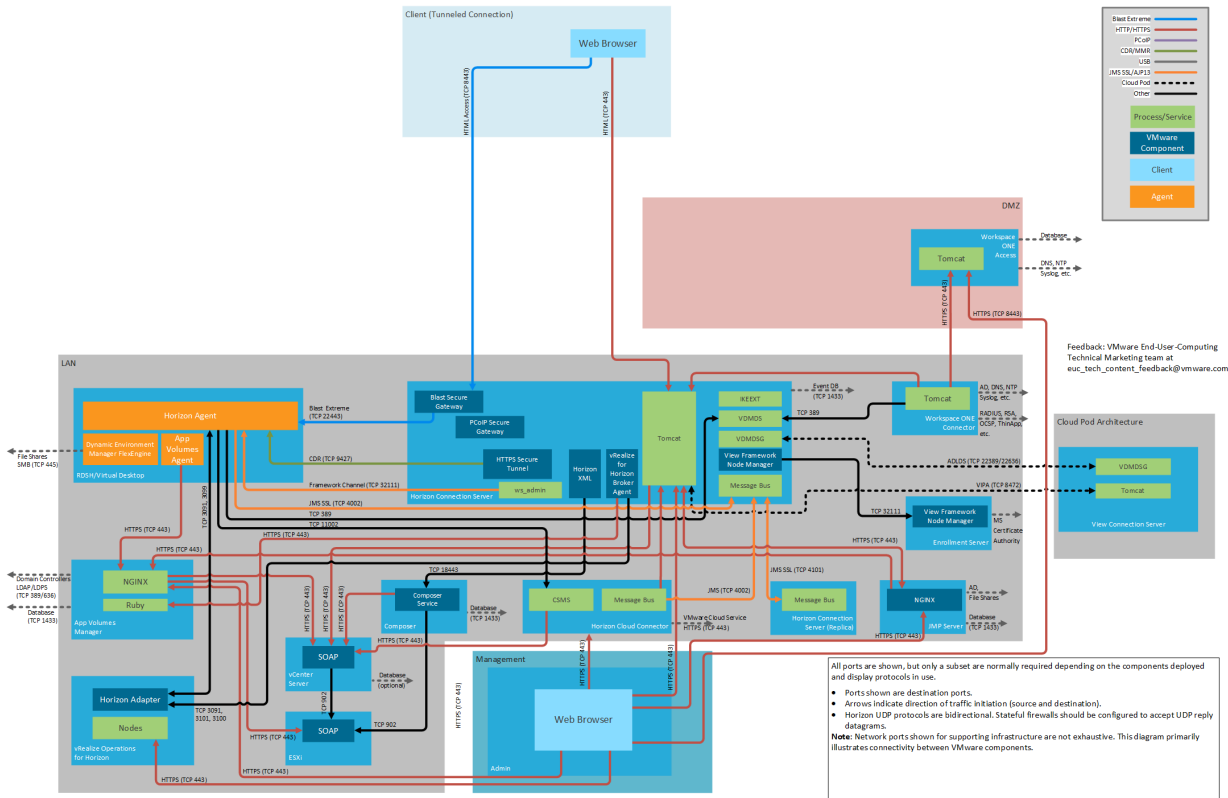 Client (Tunneled Connection)
Web Browser
HTML Access (TCP 8443)
HTML (TCP 443)
Blast Extreme
HTTP/HTTPS
PCoIP
CDR/MMR
USB
JMS SSL/AJP13
Cloud Pod
Other
Process/Service
VMware
Component
Client
Agent
DMZ
Workspace
ONE
Access
Tomcat
Database
DNS, NTP
Syslog, etc.
HTTPS (TCP 443)
HTTPS (TCP 8443)
Feedback: VMware End-User-Computing
Technical Marketing team at
euc_tech_content_feedback@vmware.com
LAN
Horizon Agent
Dynamic Environment
Manager FlexEngine
App
Volumes
Agent
RDSH/Virtual Desktop
File Shares
SMB (TCP 445)
Blast Extreme
(TCP 22443)
CDR (TCP 9427)
Framework Channel (TCP 32111)
JMS SSL (TCP 4002)
TCP 389
TCP 11002
HTTPS (TCP 443)
TCP 3091, 3099
HTTPS (TCP 443)
Blast Secure
Gateway
PCoIP Secure
Gateway
HTTPS Secure
Tunnel
ws_admin
Horizon Connection Server
Horizon
XML
vRealize
for
Horizon
Broker
Agent
Tomcat
IKEEXT
VDMDS
VDMDSG
View Framework
Node Manager
Message Bus
Event DB
(TCP 1433)
TCP 389
Tomcat
Workspace ONE
Connector
AD, DNS, NTP
Syslog, etc.
RADIUS, RSA,
OCSP, ThinApp,
etc.
ADLDS (TCP 22389/22636)
VIPA (TCP 8472)
Cloud Pod Architecture
VDMDSG
Tomcat
View Connection Server
TCP 32111
View Framework
Node Manager
Enrollment Server
MS
Certificate
Authority
HTTPS (TCP 443)
HTTPS (TCP 443)
Domain Controllers
LDAP/LDPS
(TCP 389/636)
Database
(TCP 1433)
NGINX
Ruby
App Volumes
Manager
HTTPS (TCP 443)
HTTPS (TCP 443)
HTTPS (TCP 443)
TCP 18443
Composer
Service
Composer
Database
(TCP 1433)
HTTPS (TCP 443)
CSMS
Message Bus
Horizon Cloud Connector
VMware Cloud Service
HTTPS (TCP 443)
JMS (TCP 4002)
JMS SSL (TCP 4101)
Message Bus
Horizon Connection
Server (Replica)
NGINX
JMP Server
AD,
File Shares
Database
(TCP 1433)
HTTPS (TCP 443)
SOAP
vCenter
Server
Database
(optional)
TCP 902
TCP 902
HTTPS (TCP 443)
SOAP
ESXi
Horizon Adapter
Nodes
vRealize Operations
for Horizon
TCP 3091,
3101, 3100
HTTPS (TCP 443)
HTTPS (TCP 443)
HTTPS (TCP 443)
Management
Web Browser
Admin
All ports are shown, but only a subset are normally required depending on the components deployed
and display protocols in use.
• Ports shown are destination ports.
• Arrows indicate direction of traffic initiation (source and destination).
• Horizon UDP protocols are bidirectional. Stateful firewalls should be configured to accept UDP reply
datagrams.
Note: Network ports shown for supporting infrastructure are not exhaustive. This diagram primarily
illustrates connectivity between VMware components.